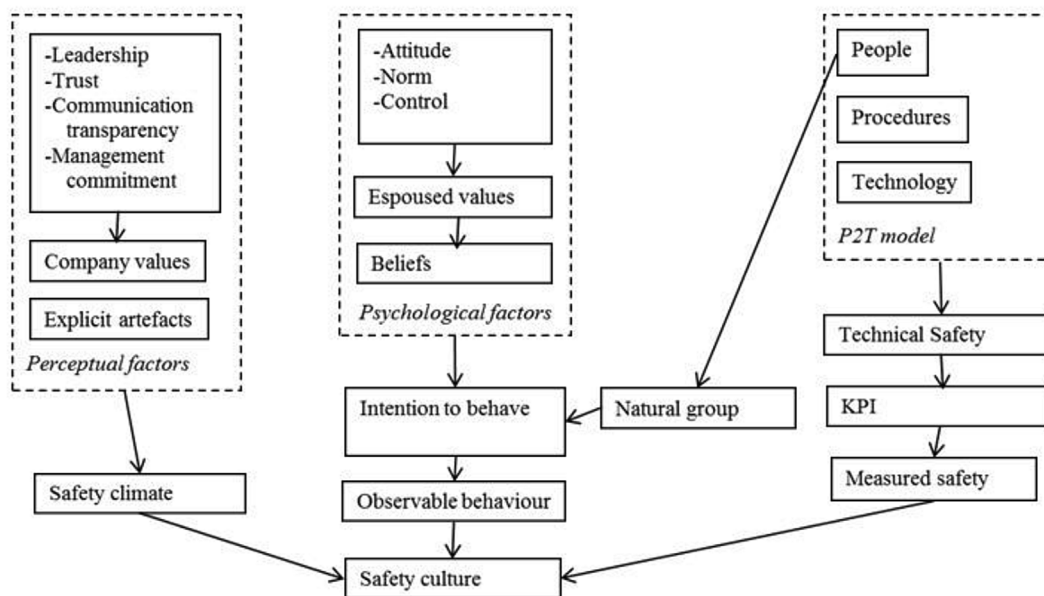 -Leadership
-Trust
-Communication
transparency
-Management
commitment
Company values
Explicit artefacts
Perceptual factors
Safety climate
-Attitude
-Norm
-Control
Espoused values
Beliefs
Psychological factors
Intention to behave
Natural group
Observable behaviour
Safety culture
People
Procedures
Technology
P2T model
Technical Safety
KPI
Measured safety